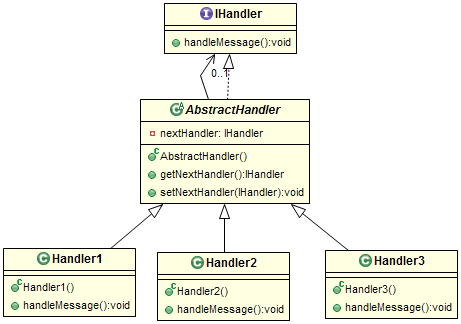 IHandler
handleMessage():void
0..1
AbstractHandler
nextHandler: IHandler
AbstractHandler()
getNextHandler():IHandler
setNextHandler(IHandler):void
Handler1
Handler1()
handleMessage():void
Handler2
Handler2()
handleMessage():void
Handler3
Handler3()
handleMessage():void